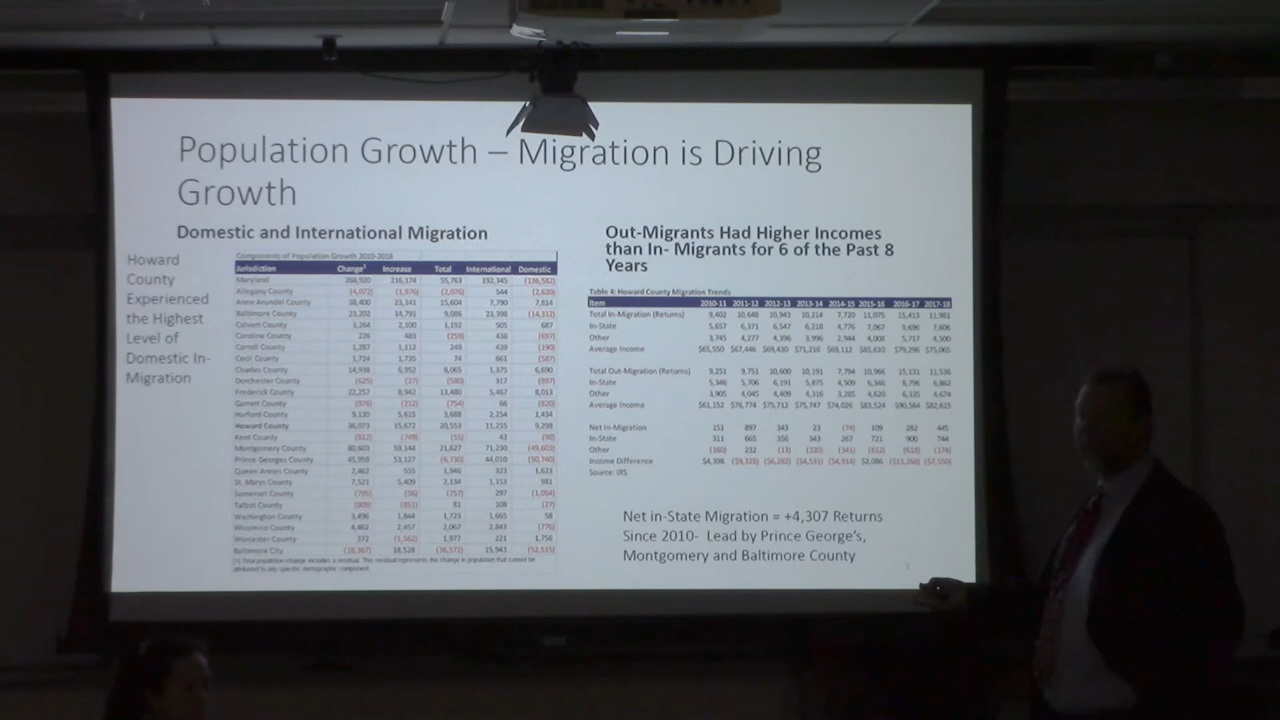 Population Growth – Migration is Driving
Growth
Domestic and International Migration
Howard
County
Experienced
the Highest
Level of
Domestic In-
Migration
Components of Population Growth 2010-2018
Jurisdiction Change¹ Increase Total International Domestic
Maryland 236,174 55,763 192,345 (136,582)
Allegany County (4,072) (1,976) (2,076) 544 (2,620)
Anne Arundel County 38,400 23,141 15,604 7,790 7,814
Baltimore County 23,202 14,791 9,086 23,398 (14,312)
Calvert County 3,264 2,100 1,192 505 687
Caroline County 226 483 (259) 438 (697)
Carroll County 1,287 1,112 249 439 (190)
Cecil County 1,734 1,735 74 661 (587)
Charles County 14,938 6,952 8,065 1,375 6,690
Dorchester County (625) (27) (580) 317 (897)
Frederick County 22,257 8,942 13,480 5,467 8,013
Garrett County (976) (212) (754) 66 (820)
Harford County 9,130 5,615 3,688 2,254 1,434
Howard County 36,073 15,673 20,553 11,255 9,298
Kent County (812) (749) (55) 43 (98)
Montgomery County 80,603 59,144 21,627 71,230 (49,603)
Prince Georges County 45,959 53,127 (6,730) 44,010 (50,740)
Queen Annes County 2,462 555 1,946 323 1,623
St. Marys County 7,521 5,409 2,134 1,153 981
Somerset County (795) (56) (757) 297 (1,054)
Talbot County (809) (851) 81 108 (27)
Washington County 3,496 1,844 1,723 1,665 58
Wicomico County 4,462 2,457 2,067 2,843 (776)
Worcester County 372 (1,562) 1,977 221 1,756
Baltimore City (18,367) 18,528 (36,572) 15,943 (52,515)
(1) Total population change includes a residual. This residual represents the change in population that cannot be
attributed to any specific demographic component.
Out-Migrants Had Higher Incomes
than In- Migrants for 6 of the Past 8
Years
Table 4: Howard County Migration Trends
Item 2010-11 2011-12 2012-13 2013-14 2014-15 2015-16 2016-17 2017-18
Total In-Migration (Returns) 9,402 10,648 10,943 10,214 7,720 11,075 15,413 11,981
In-State 5,657 6,371 6,547 6,218 4,776 7,067 9,696 7,606
Other 3,745 4,277 4,396 3,996 2,944 4,008 5,717 4,500
Average Income $65,550 $67,446 $69,430 $71,216 $69,112 $85,610 $79,296 $75,065
Total Out-Migration (Returns) 9,251 9,751 10,600 10,191 7,794 10,966 15,131 11,536
In-State 5,346 5,706 6,191 5,875 4,509 6,346 8,796 6,862
Other 3,905 4,045 4,409 4,316 3,285 4,620 6,335 4,674
Average Income $61,152 $76,774 $75,712 $75,747 $74,026 $83,524 $90,564 $82,615
Net In-Migration 151 897 343 23 (74) 109 282 445
In-State 311 665 356 343 267 721 900 744
Other (160) 232 (13) (320) (341) (612) (618) (174)
Income Difference $4,398 ($9,328) ($6,282) ($4,531) ($4,914) $2,086 ($11,268) ($7,550)
Source: IRS
Net in-State Migration = +4,307 Returns
Since 2010- Lead by Prince George's,
Montgomery and Baltimore County
7